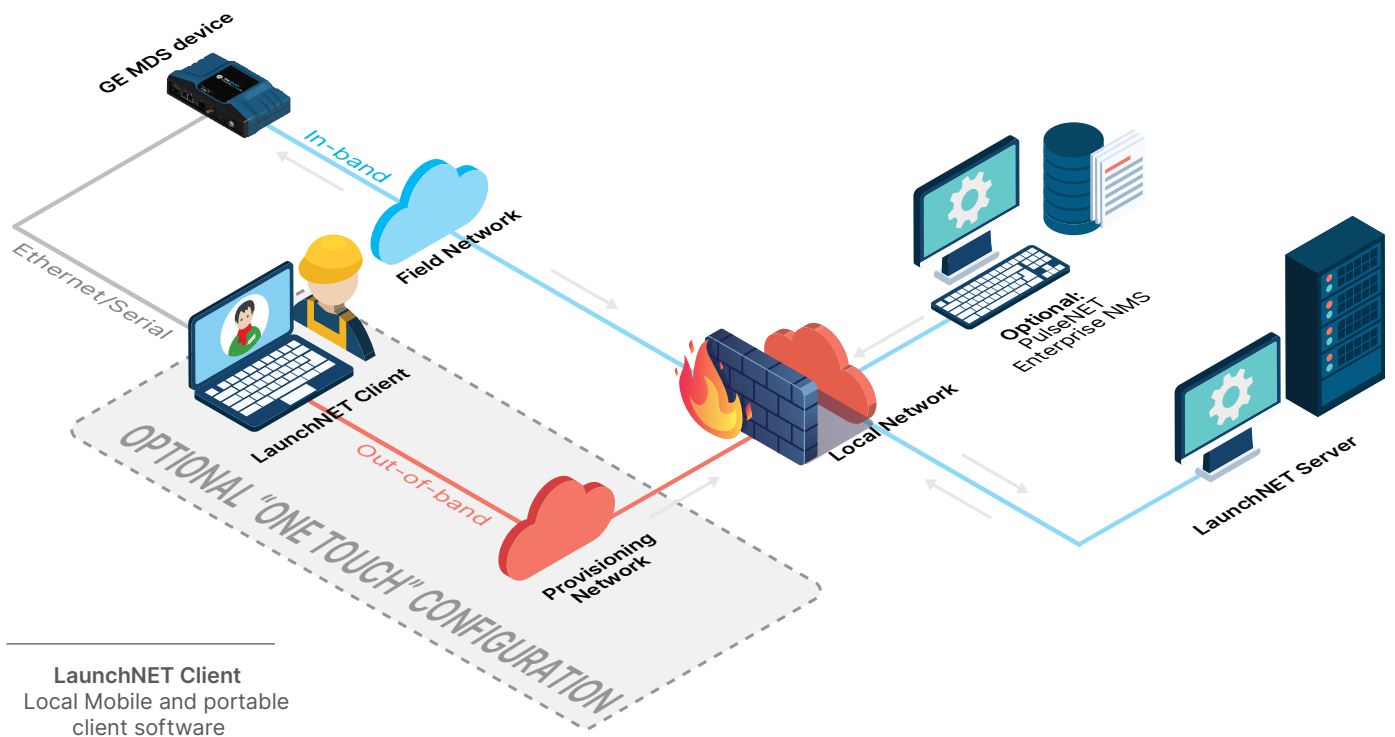 GE MDS device
In-band
Field Network
Ethernet/Serial
LaunchNET Client
Out-of-band
Provisioning
Network
OPTIONAL “ONE TOUCH” CONFIGURATION
Local Network
Optional:
PulseNET
Enterprise NMS
LaunchNET Server
LaunchNET Client
Local Mobile and portable
client software